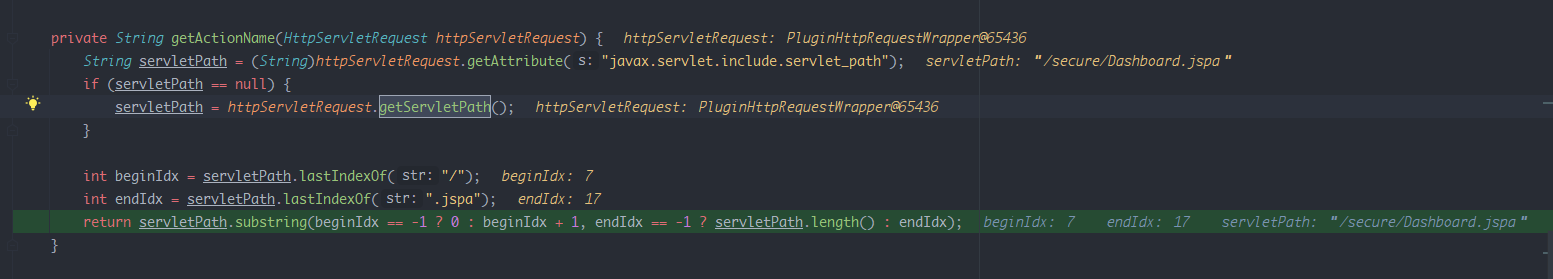 private String getActionName(HttpServletRequest httpServletRequest) { httpServletRequest: PluginHttpRequestWrapper@65436
String servletPath = (String)httpServletRequest.getAttribute( s: "javax.servlet.include.servlet_path"); servletPath: "/secure/Dashboard.jspa"
if (servletPath == null) {
servletPath = httpServletRequest.getServletPath(); httpServletRequest: PluginHttpRequestWrapper@65436
}
int beginIdx = servletPath.lastIndexOf( str: "/"); beginIdx: 7
int endIdx = servletPath.lastIndexOf( str: ".jspa"); endIdx: 17
return servletPath.substring(beginIdx == -1 ? 0 : beginIdx + 1, endIdx == -1 ? servletPath.length() : endIdx); beginIdx: 7 endIdx: 17 servletPath: "/secure/Dashboard.jspa"
}